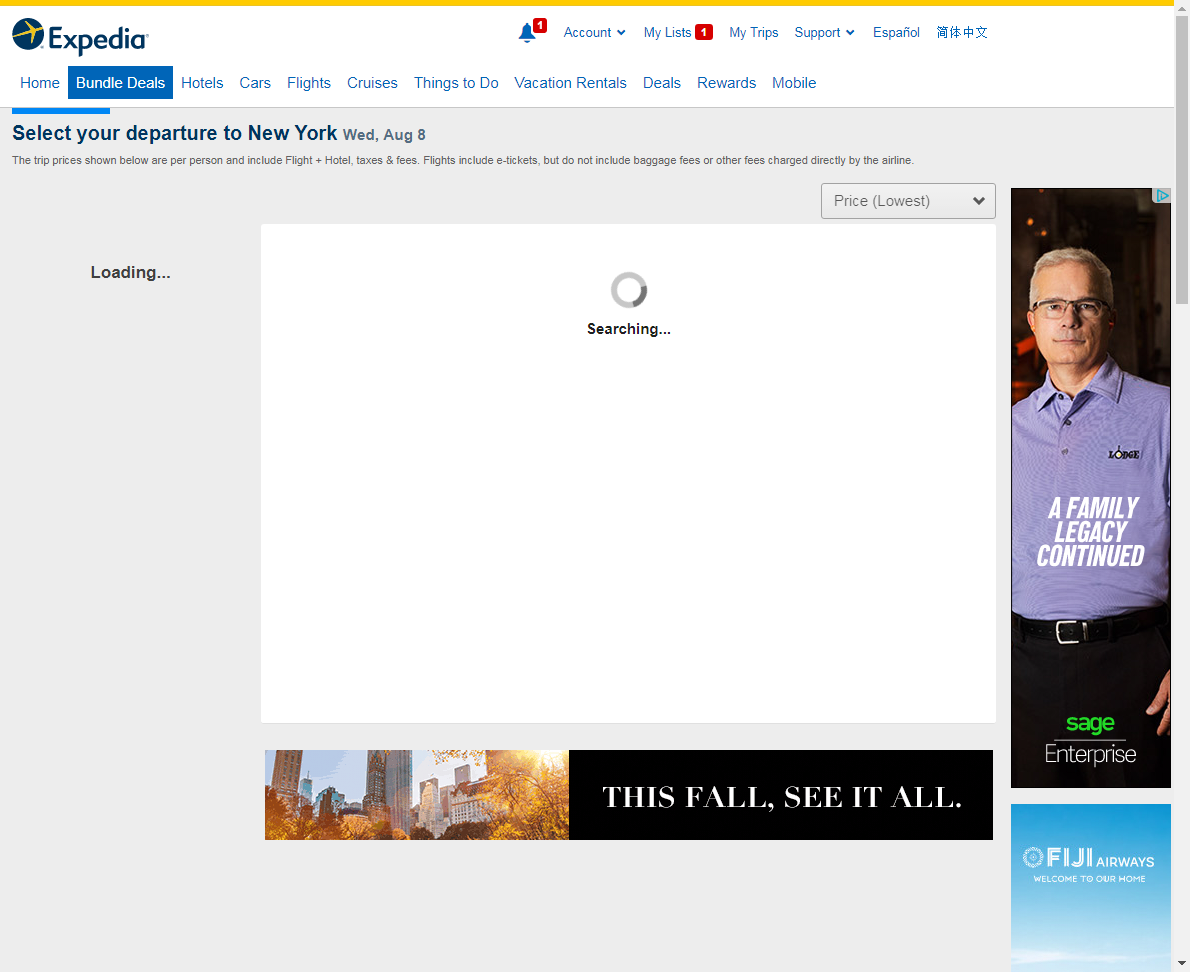 Expedia
1
Account
My Lists 1
My Trips
Support
Español
简体中文
Home
Bundle Deals
Hotels
Cars
Flights
Cruises
Things to Do
Vacation Rentals
Deals
Rewards
Mobile
Select your departure to New York Wed, Aug 8
The trip prices shown below are per person and include Flight + Hotel, taxes & fees. Flights include e-tickets, but do not include baggage fees or other fees charged directly by the airline.
Price (Lowest)
Loading...
Searching...
LODGE
A FAMILY
LEGACY
CONTINUED
sage
Enterprise
THIS FALL, SEE IT ALL.
FIJI AIRWAYS
WELCOME TO OUR HOME